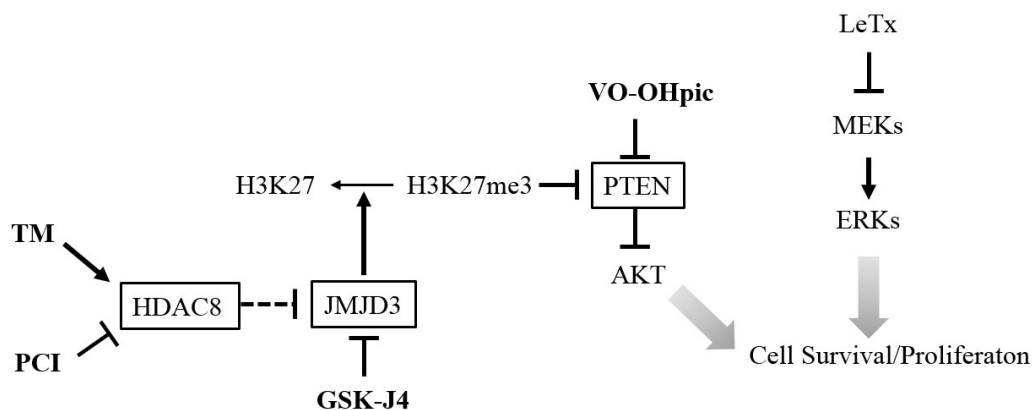 LeTx
VO-OHpic
MEKs
H3K27
H3K27me3
PTEN
TM
ERKs
AKT
HDAC8
JMJD3
PCI
Cell Survival/Proliferaton
GSK-J4